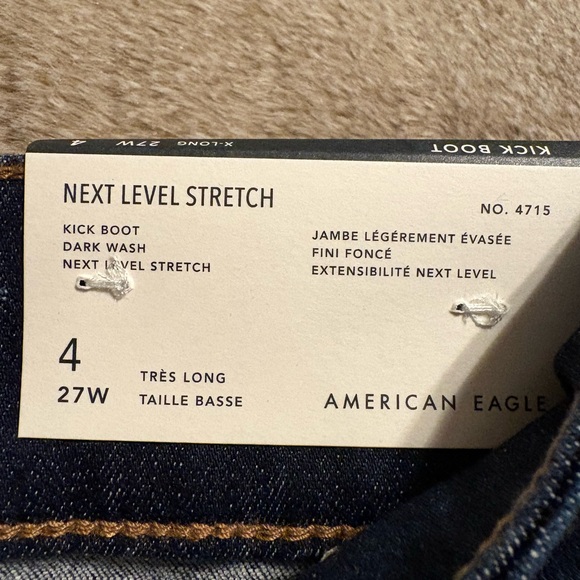 4 27W X-LONG
KICK BOOT
NEXT LEVEL STRETCH
NO. 4715
KICK BOOT
DARK WASH
NEXT LEVEL STRETCH
JAMBE LÉGÉREMENT ÉVASÉE
FINI FONCÉ
EXTENSIBILITÉ NEXT LEVEL
4
27W
TRÈS LONG
TAILLE BASSE
AMERICAN EAGLE